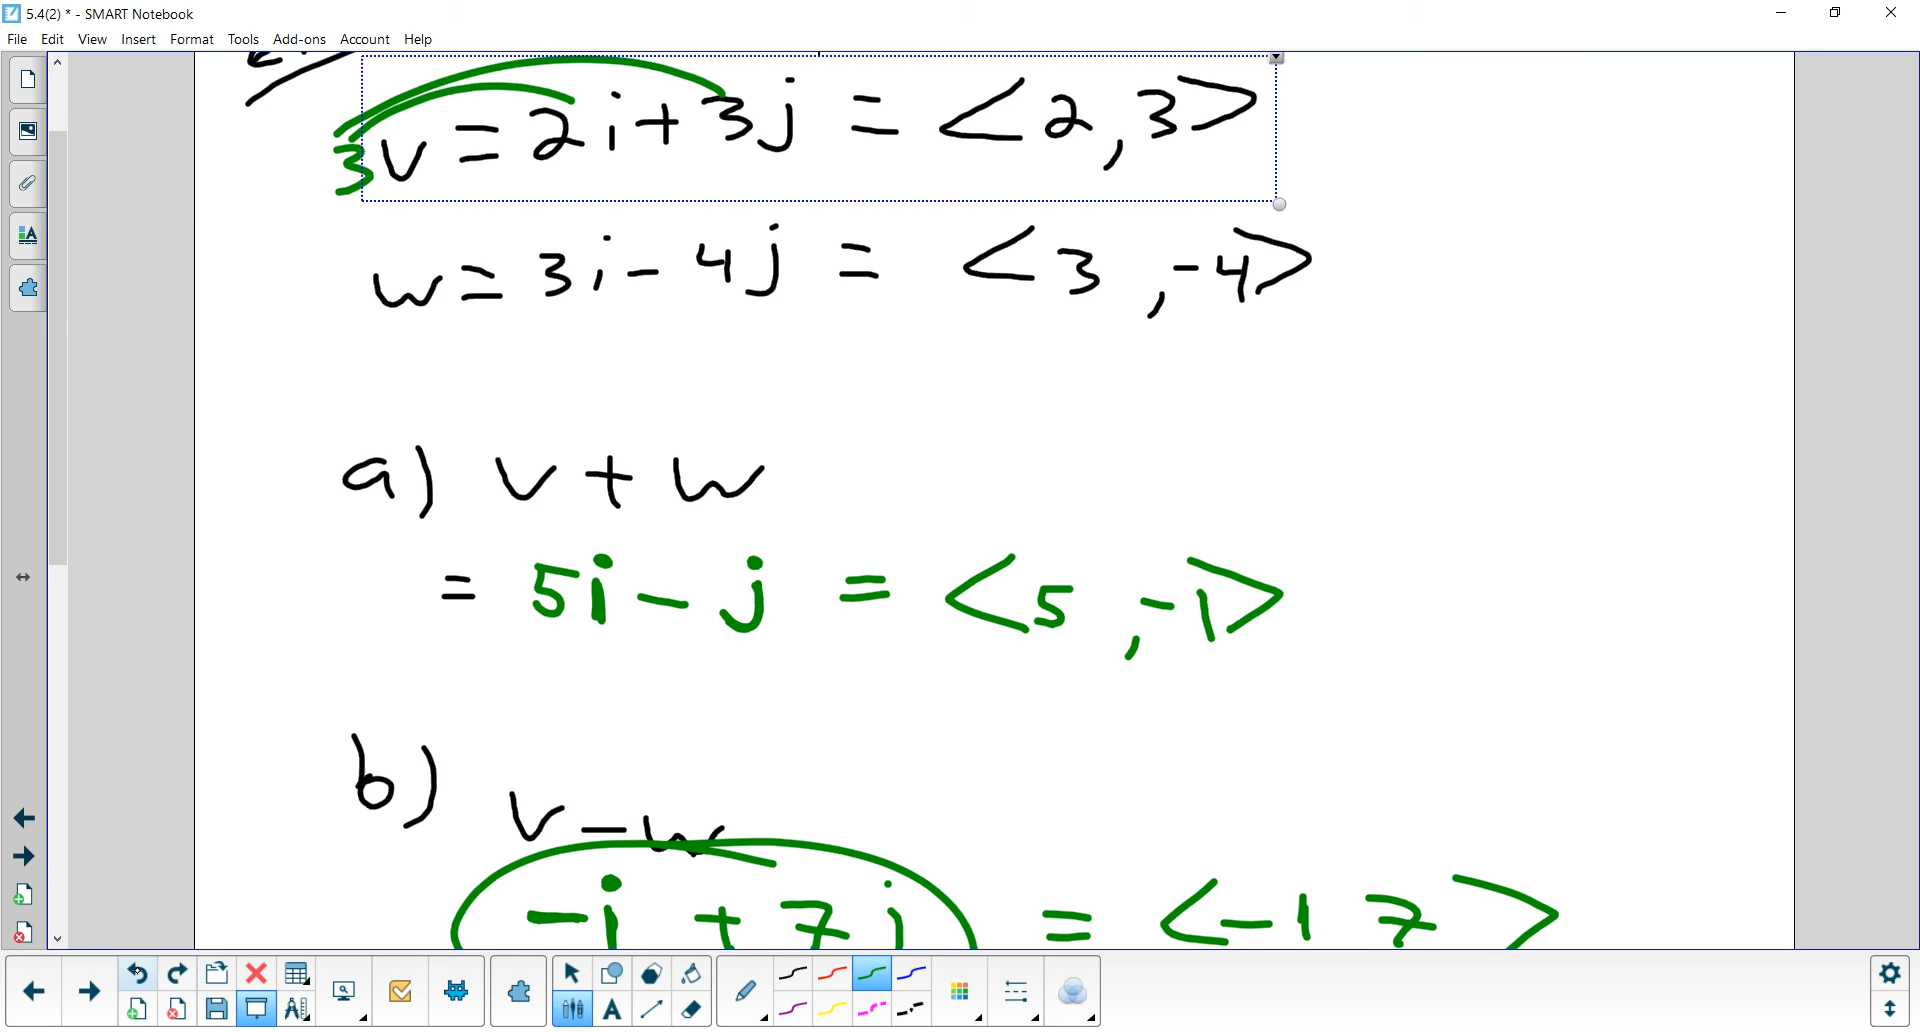 5.4(2) * - SMART Notebook
File Edit View Insert Format Tools Add-ons Account Help
3v = 2i + 3j = <2, 3>
w = 3i - 4j = <3, -4>
a) v + w
= 5i - j = <5, -1>
b) v - w
-i + 7j = <-1 7>